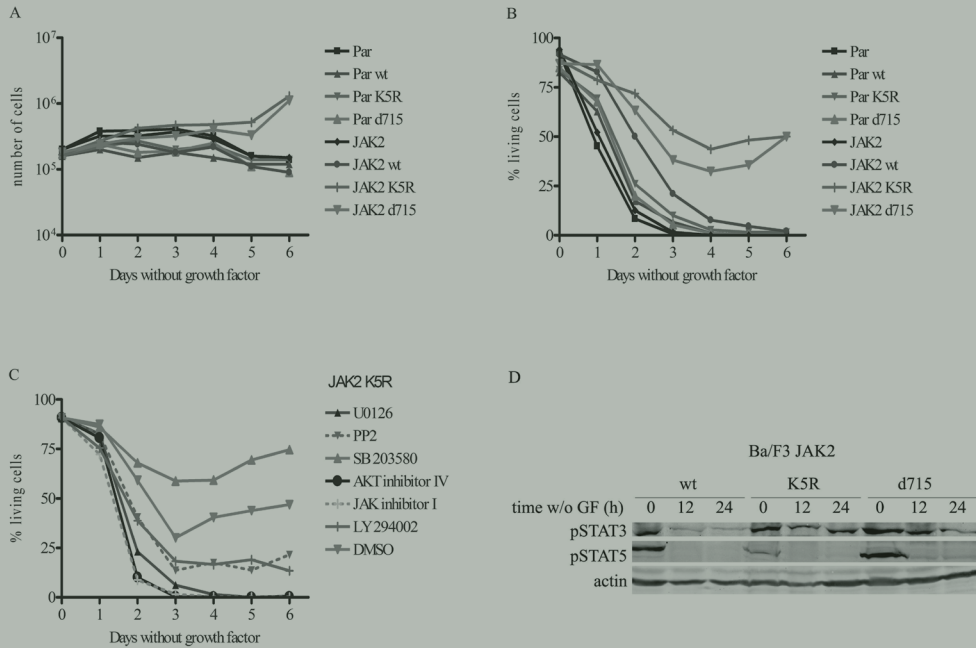 A
10⁷
10⁶
10⁵
10⁴
number of cells
0 1 2 3 4 5 6
Days without growth factor
Par
Par wt
Par K5R
Par d715
JAK2
JAK2 wt
JAK2 K5R
JAK2 d715
B
100
75
50
25
0
% living cells
0 1 2 3 4 5 6
Days without growth factor
Par
Par wt
Par K5R
Par d715
JAK2
JAK2 wt
JAK2 K5R
JAK2 d715
C
100
75
50
25
0
% living cells
0 1 2 3 4 5 6
Days without growth factor
JAK2 K5R
U0126
PP2
SB 203580
AKT inhibitor IV
JAK inhibitor I
LY 294002
DMSO
D
Ba/F3 JAK2
wt K5R d715
time w/o GF (h) 0 12 24 0 12 24 0 12 24
pSTAT3
pSTAT5
actin